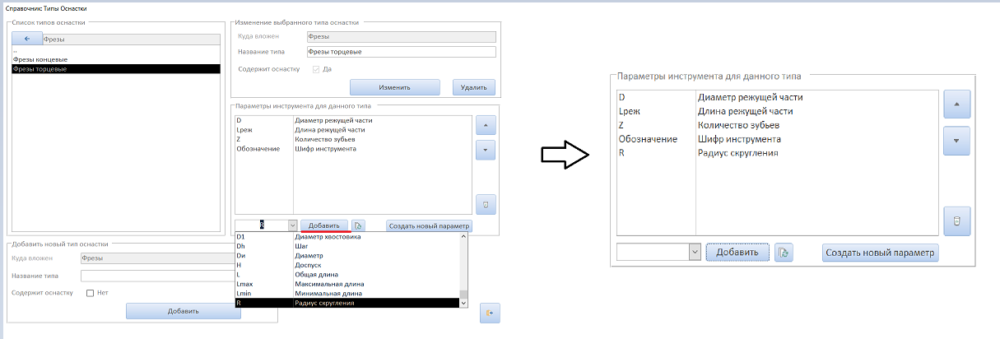 Справочник: Типы Оснастки
Список типов оснастки
Фрезы
..
Фрезы концевые
Фрезы торцевые
Изменение выбранного типа оснастки
Куда вложен Фрезы
Название типа Фрезы торцевые
Содержит оснастку Да
Изменить Удалить
Параметры инструмента для данного типа
D Диаметр режущей части
Lреж Длина режущей части
Z Количество зубьев
Обозначение Шифр инструмента
R Добавить Создать новый параметр
D1 Диаметр хвостовика
Dh Шаг
Dи Диаметр
H Доспуск
L Общая длина
Lmax Максимальная длина
Lmin Минимальная длина
R Радиус скругления
Добавить новый тип оснастки
Куда вложен Фрезы
Название типа
Содержит оснастку Нет
Добавить
Параметры инструмента для данного типа
D Диаметр режущей части
Lреж Длина режущей части
Z Количество зубьев
Обозначение Шифр инструмента
R Радиус скругления
Добавить Создать новый параметр